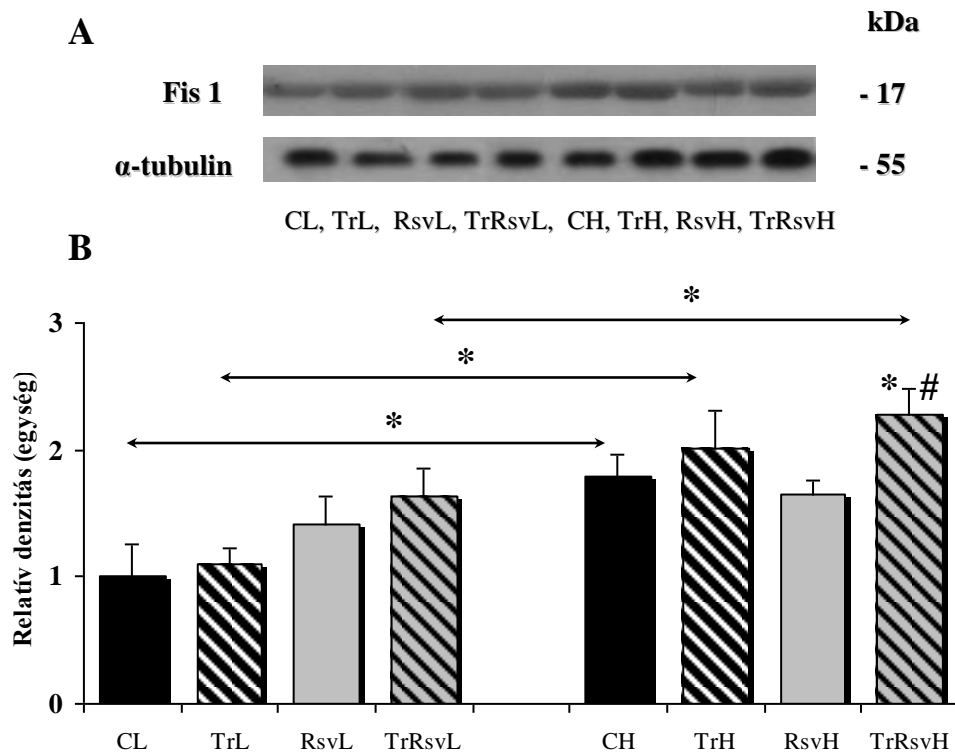 A
kDa
Fis 1
- 17
α-tubulin
- 55
CL, TrL, RsvL, TrRsvL, CH, TrH, RsvH, TrRsvH
B
Relatív denzitás (egység)
3
2
1
0
*
*
*
* #
CL TrL RsvL TrRsvL CH TrH RsvH TrRsvH